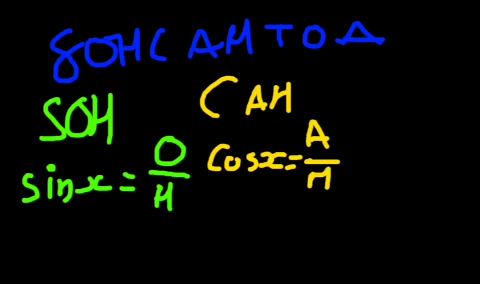 SOHCAHTOA
SOH
CAH
sinx = O/H
cosx = A/H